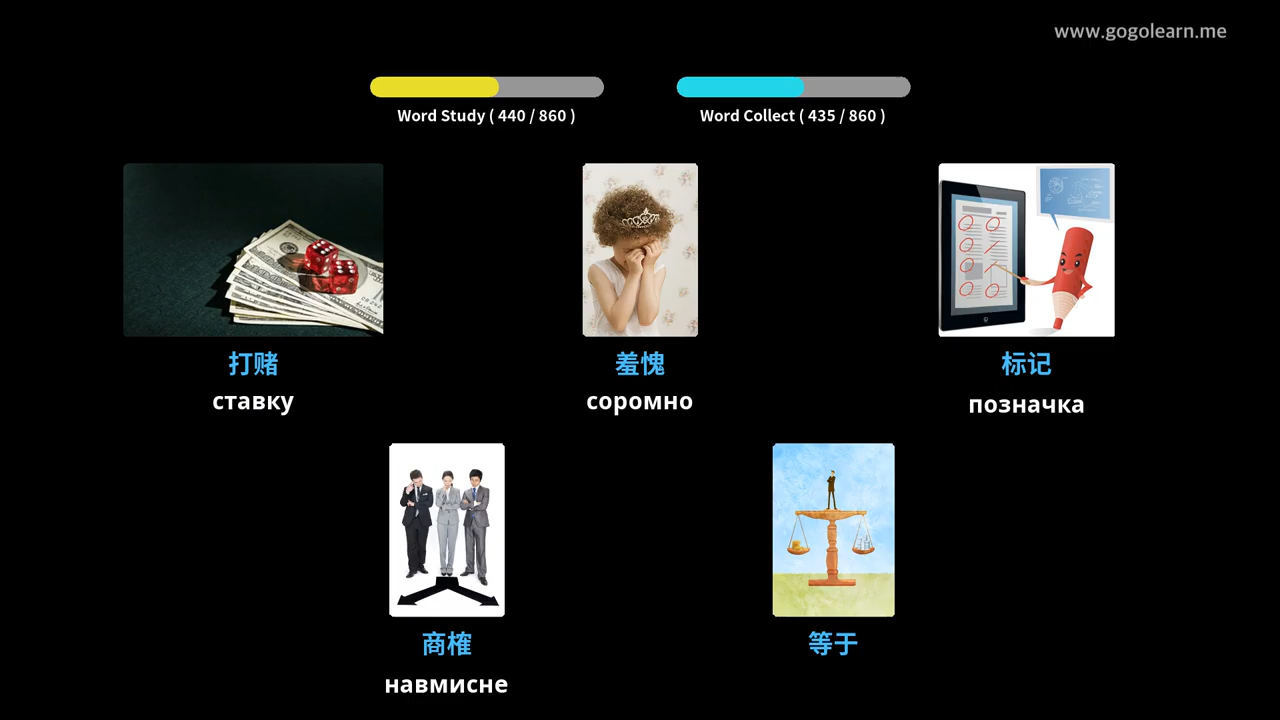 www.gogolearn.me
Word Study ( 440 / 860 )
Word Collect ( 435 / 860 )
打赌
ставку
羞愧
соромно
标记
позначка
商榷
навмисне
等于